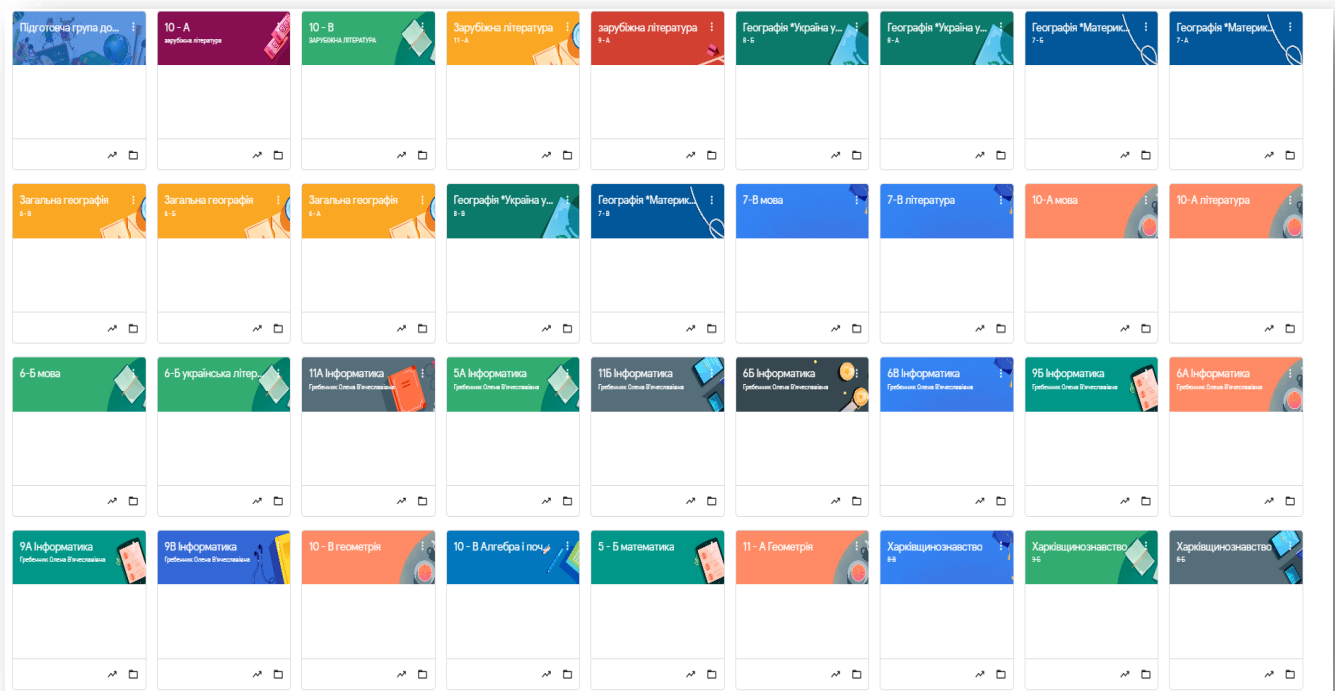 Підготовча група до...
10 - А
зарубіжна література
10 - В
ЗАРУБІЖНА ЛІТЕРАТУРА
Зарубіжна література
11 - А
зарубіжна література
9 - А
Географія *Україна у...
8 - Б
Географія *Україна у...
8 - А
Географія *Материк...
7 - Б
Географія *Материк...
7 - А
Загальна географія
6 - В
Загальна географія
6 - Б
Загальна географія
6 - А
Географія *Україна у...
8 - В
Географія *Материк...
7 - В
7-В мова
7-В література
10-А мова
10-А література
6-Б мова
6-Б українська літер...
11А Інформатика
Гребенник Олена В'ячеславівна
5А Інформатика
Гребенник Олена В'ячеславівна
11Б Інформатика
Гребенник Олена В'ячеславівна
6Б Інформатика
Гребенник Олена В'ячеславівна
6В Інформатика
Гребенник Олена В'ячеславівна
9Б Інформатика
Гребенник Олена В'ячеславівна
6А Інформатика
Гребенник Олена В'ячеславівна
9А Інформатика
Гребенник Олена В'ячеславівна
9В Інформатика
Гребенник Олена В'ячеславівна
10 - В геометрія
10 - В Алгебра і поч...
5 - Б математика
11 - А Геометрія
Харківщинознавство
8-В
Харківщинознавство
9-Б
Харківщинознавство
8-Б